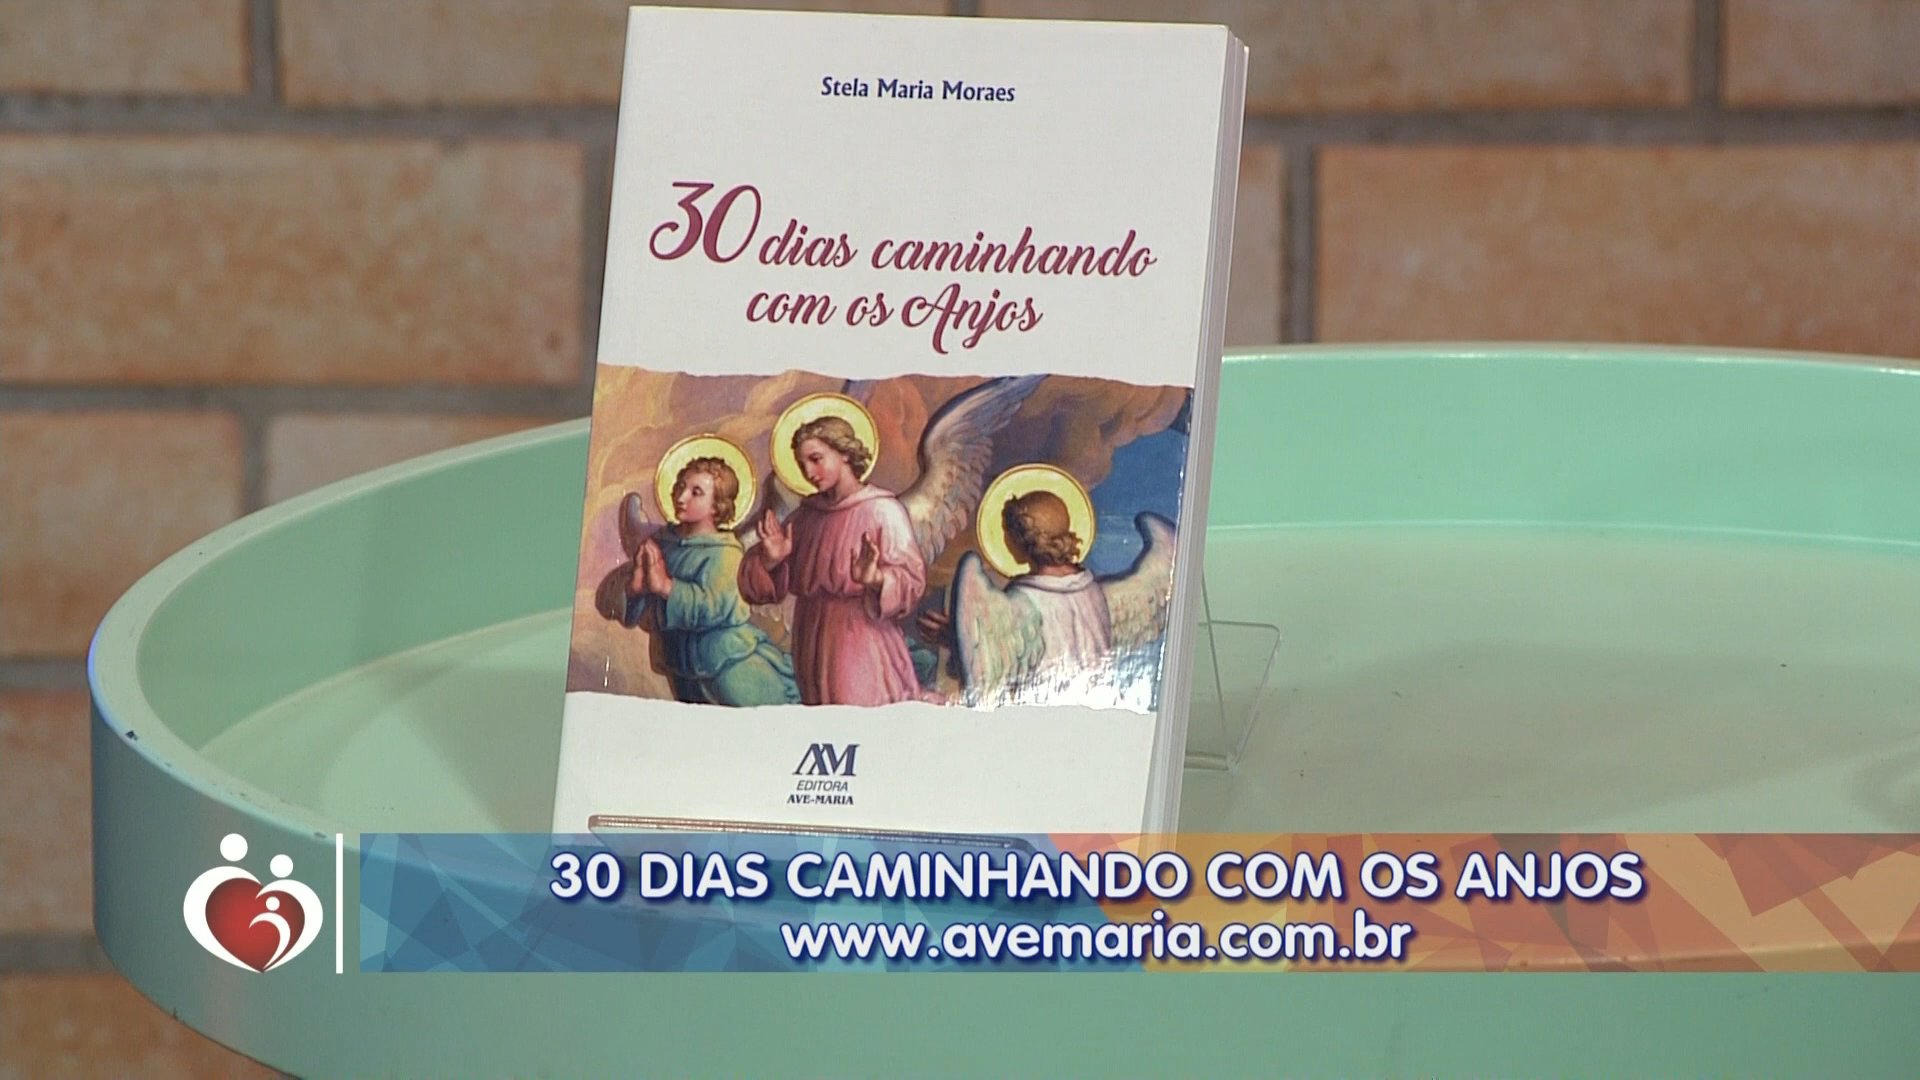 Stela Maria Moraes
30 dias caminhando
com os Anjos
AM
EDITORA
AVE-MARIA
30 DIAS CAMINHANDO COM OS ANJOS
www.avemaria.com.br